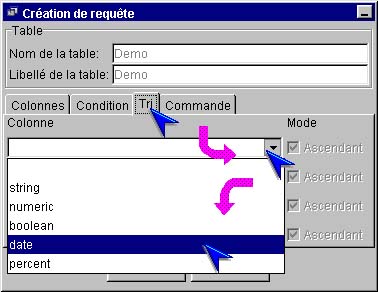 Création de requête
Table
Nom de la table: Demo
Libellé de la table: Demo
Colonnes Condition Tri Commande
Colonne Mode
Ascendant
string Ascendant
numeric
boolean Ascendant
date Ascendant
percent